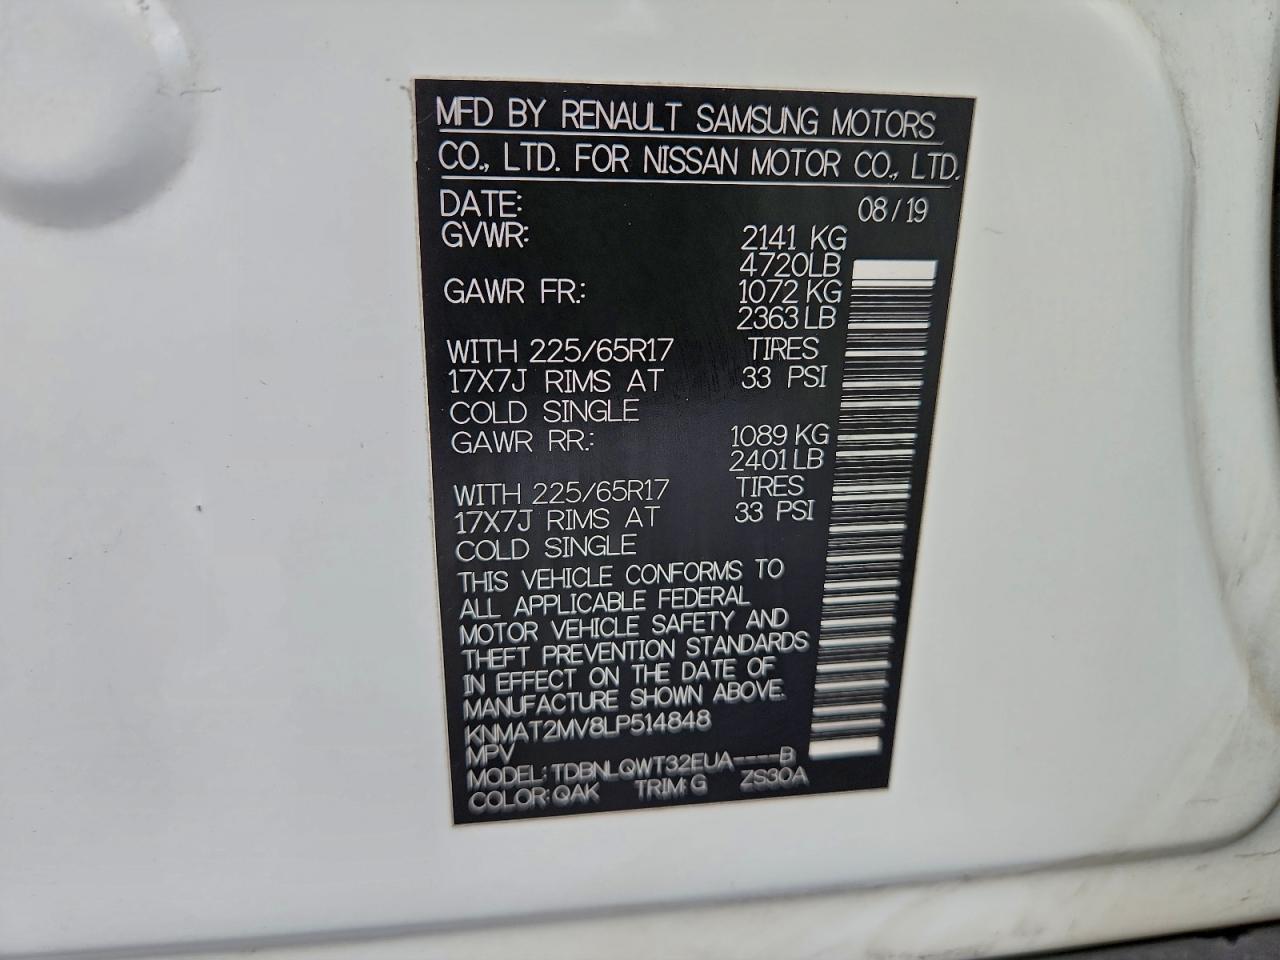 MFD BY RENAULT SAMSUNG MOTORS
CO., LTD. FOR NISSAN MOTOR CO., LTD.
DATE: 08/19
GVWR: 2141 KG
4720LB
GAWR FR.: 1072 KG
2363 LB
WITH 225/65R17 TIRES
17X7J RIMS AT 33 PSI
COLD SINGLE
GAWR RR.: 1089 KG
2401 LB
WITH 225/65R17 TIRES
17X7J RIMS AT 33 PSI
COLD SINGLE
THIS VEHICLE CONFORMS TO
ALL APPLICABLE FEDERAL
MOTOR VEHICLE SAFETY AND
THEFT PREVENTION STANDARDS
IN EFFECT ON THE DATE OF
MANUFACTURE SHOWN ABOVE.
KNMAT2MV8LP514848
MPV
MODEL: TDBNLQWT32EUA----B
COLOR: QAK TRIM: G ZS30A